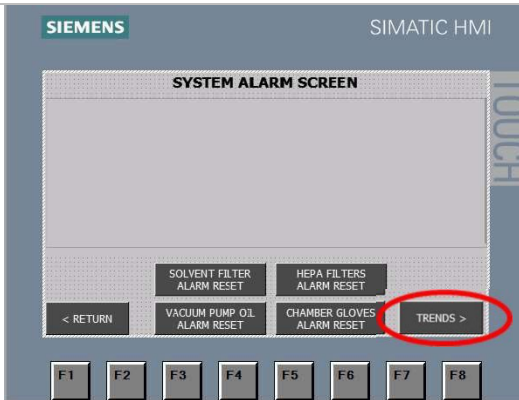 SIEMENS
SIMATIC HMI
SYSTEM ALARM SCREEN
TOUCH
SOLVENT FILTER
ALARM RESET
HEPA FILTERS
ALARM RESET
< RETURN
VACUUM PUMP OIL
ALARM RESET
CHAMBER GLOVES
ALARM RESET
TRENDS >
F1
F2
F3
F4
F5
F6
F7
F8